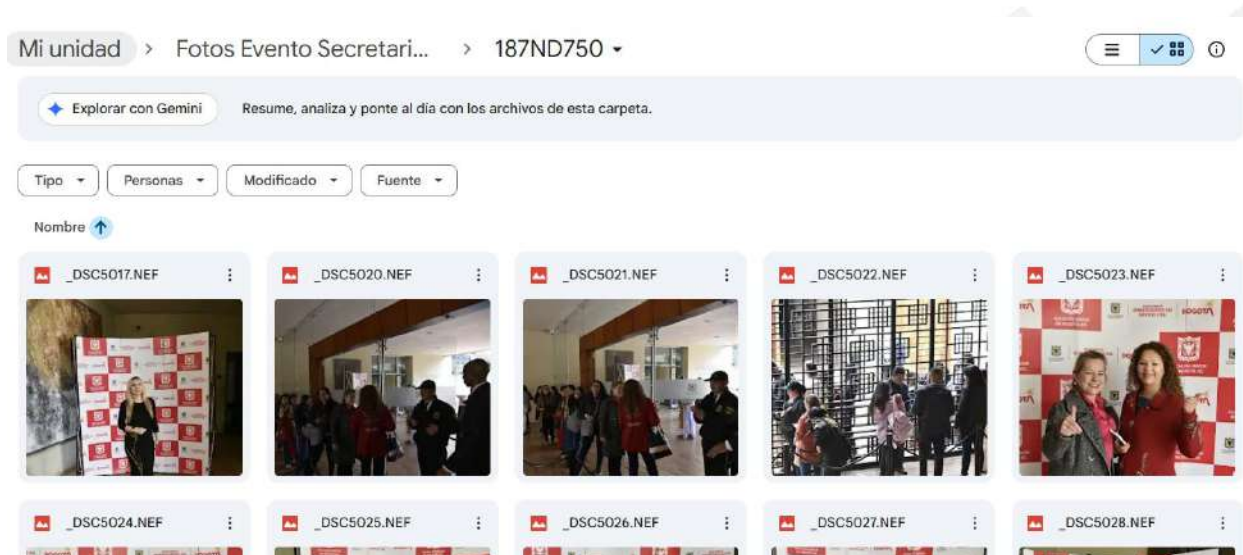 Mi unidad > Fotos Evento Secretari... > 187ND750
Explorar con Gemini Resume, analiza y ponte al día con los archivos de esta carpeta.
Tipo Personas Modificado Fuente
Nombre
_DSC5017.NEF _DSC5020.NEF _DSC5021.NEF _DSC5022.NEF _DSC5023.NEF
BOGOTÁ
_DSC5024.NEF _DSC5025.NEF _DSC5026.NEF _DSC5027.NEF _DSC5028.NEF